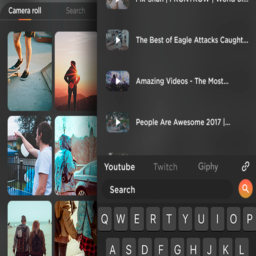 Camera roll
Search
The Best of Eagle Attacks Caught...
Amazing Videos - The Most...
People Are Awesome 2017 |...
Youtube
Twitch
Giphy
Search
Q W E R T Y U I O P
A S D F G H J K L